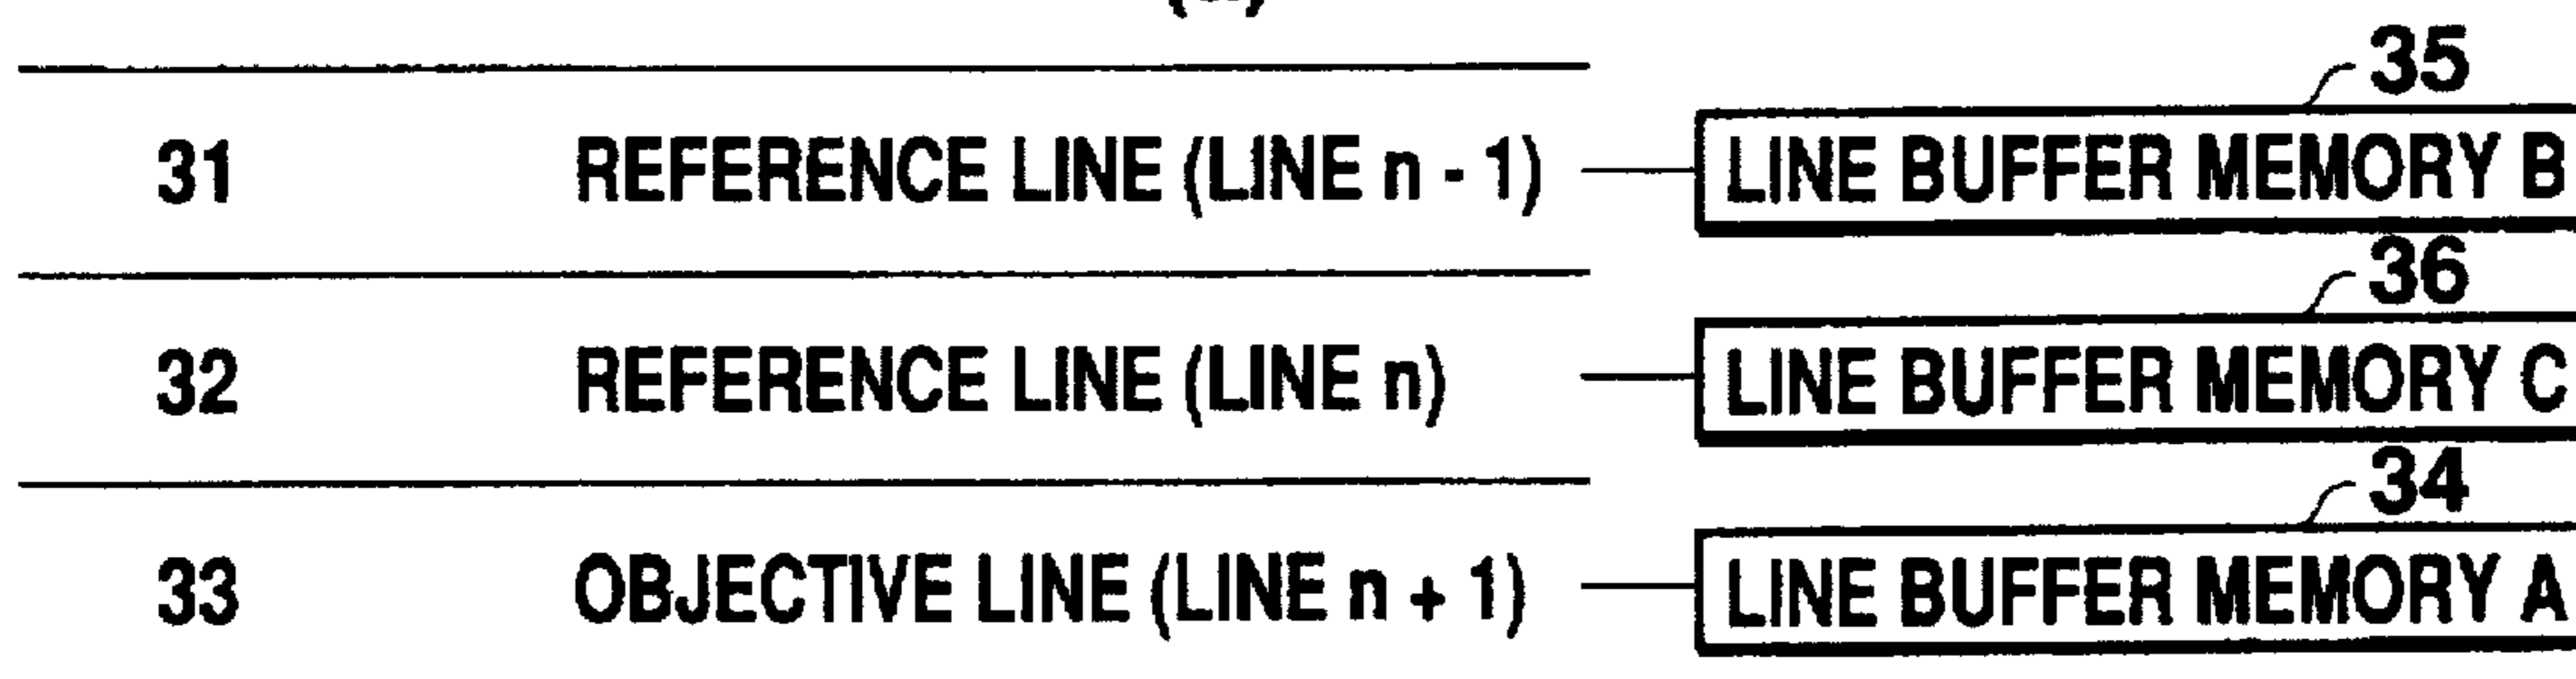 35
31 REFERENCE LINE (LINE n - 1) LINE BUFFER MEMORY B
36
32 REFERENCE LINE (LINE n) LINE BUFFER MEMORY C
34
33 OBJECTIVE LINE (LINE n + 1) LINE BUFFER MEMORY A